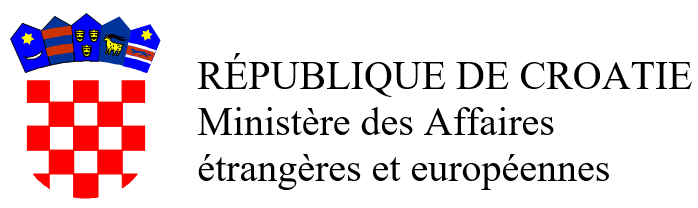 RÉPUBLIQUE DE CROATIE
Ministère des Affaires
étrangères et européennes